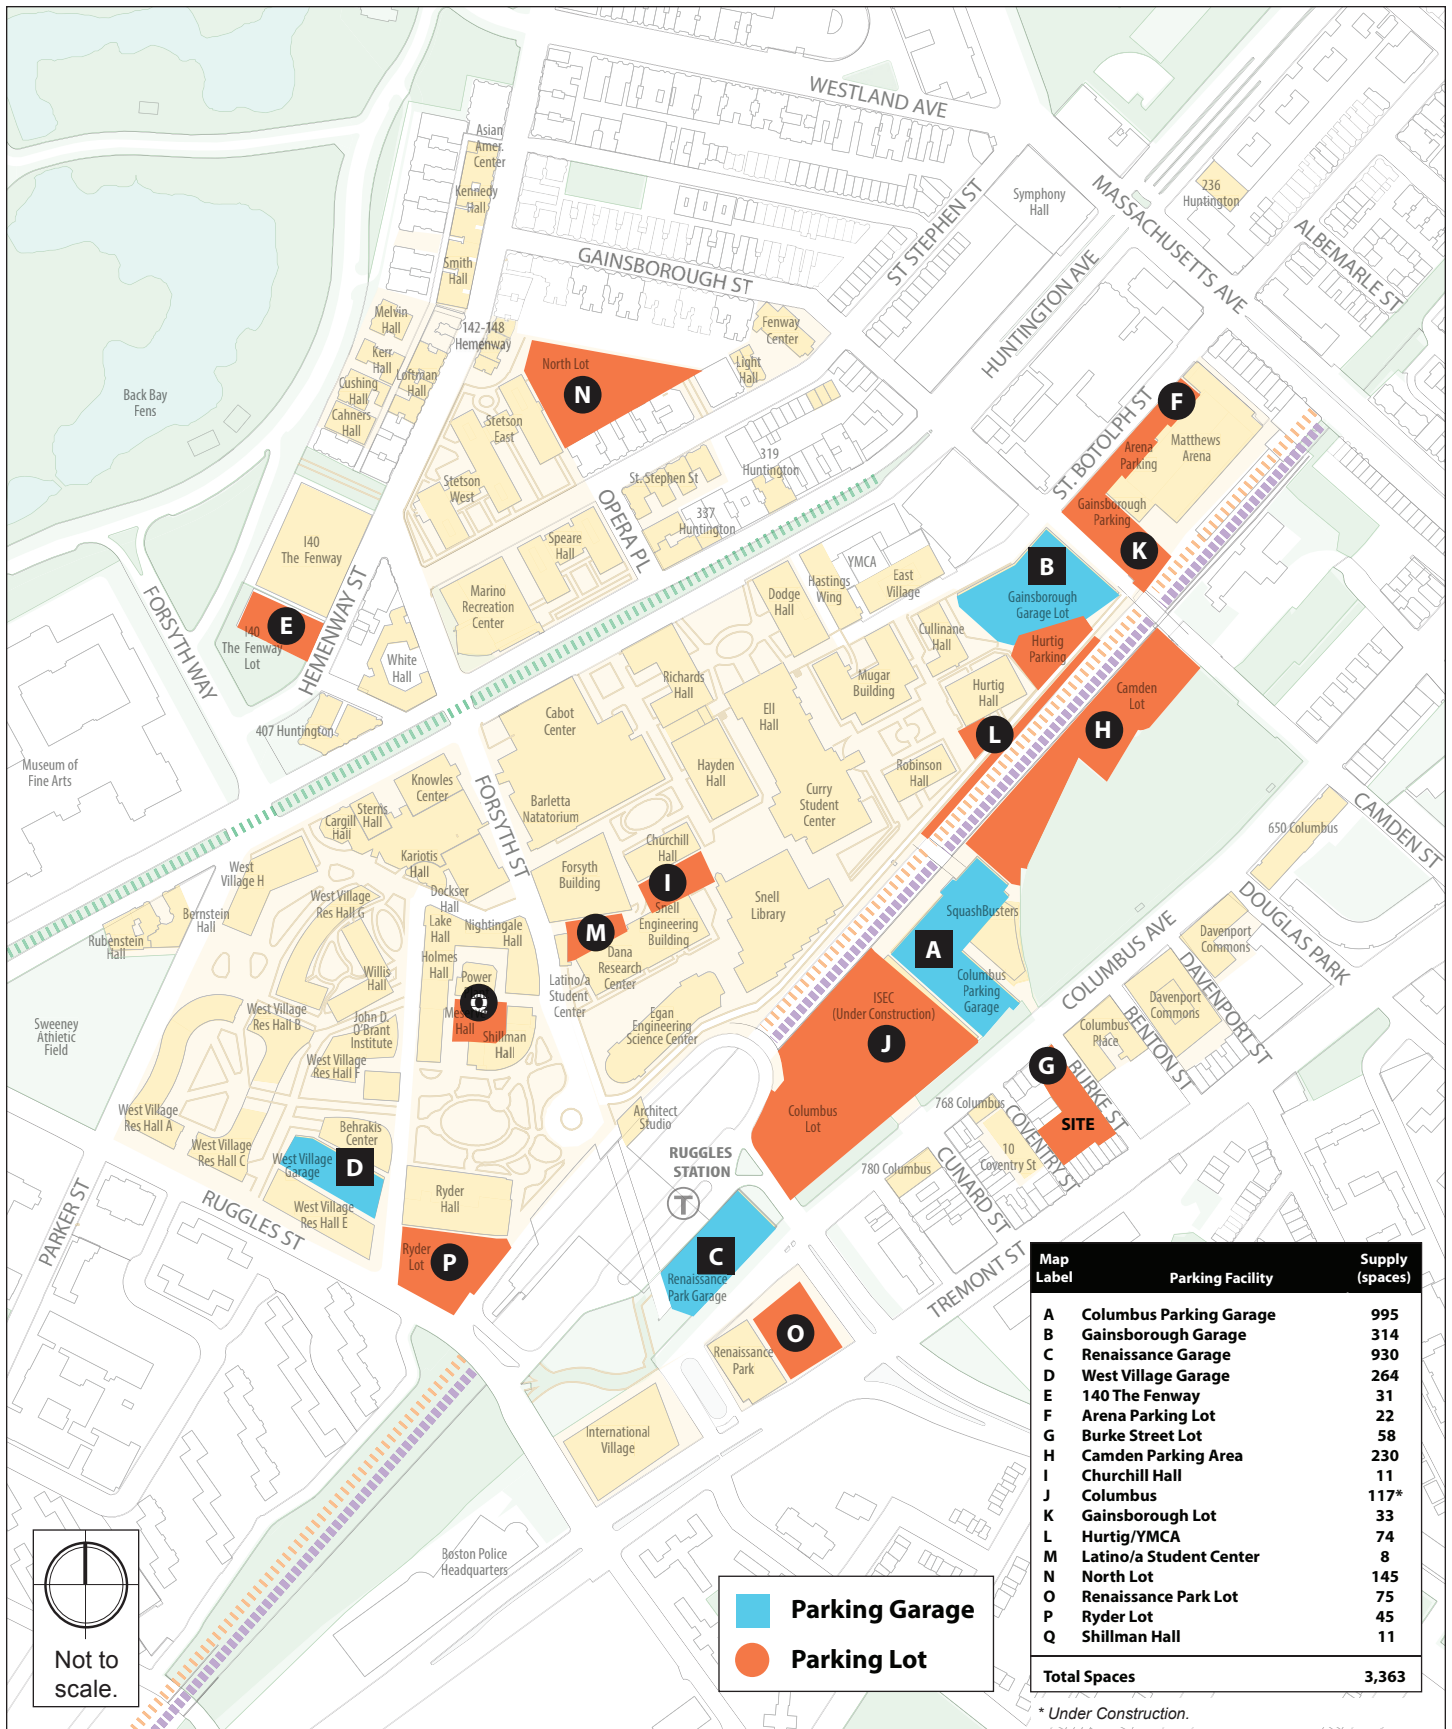 WESTLAND AVE
Asian
Amer.
Center
Kennedy
Hall
Symphony
Hall
MASSACHUSETTS AVE
236
Huntington
ST STEPHEN ST
ALBEMARLE ST
Smith
Hall
GAINSBOROUGH ST
HUNTINGTON AVE
Melvin
Hall
142-148
Hemenway
Fenway
Center
Kerr
Hall
Loftman
Hall
Cushing
Hall
Cahners
Hall
North Lot
N
Light
Hall
Back Bay
Fens
F
ST. BOTOLPH ST
Matthews
Arena
Arena
Parking
Stetson
East
Stetson
West
St. Stephen St
319
Huntington
337
Huntington
OPERA PL
Gainsborough
Parking
K
140
The Fenway
Speare
Hall
YMCA
B
Gainsborough
Garage Lot
East
Village
Hastings
Wing
Dodge
Hall
Marino
Recreation
Center
FORSYTH WAY
HEMENWAY ST
E
140
The Fenway
Lot
White
Hall
Cullinane
Hall
Hurtig
Parking
Richards
Hall
Mugar
Building
Hurtig
Hall
Camden
Lot
H
L
407 Huntington
Cabot
Center
Ell
Hall
Museum of
Fine Arts
Knowles
Center
Hayden
Hall
Robinson
Hall
FORSYTH ST
Barletta
Natatorium
Curry
Student
Center
Sterns
Hall
Cargill
Hall
650 Columbus
CAMDEN ST
Churchill
Hall
Kariotis
Hall
Forsyth
Building
I
West
Village H
Dockser
Hall
West Village
Res Hall G
Snell
Library
SquashBusters
DOUGLAS PARK
Bernstein
Hall
Rubenstein
Hall
Lake
Hall
Nightingale
Hall
M
Snell
Engineering
Building
A
COLUMBUS AVE
Davenport
Commons
Holmes
Hall
Dana
Research
Center
Willis
Hall
Power
Q
Latino/a
Student
Center
Columbus
Parking
Garage
DAVENPORT ST
Davenport
Commons
ISEC
(Under Construction)
J
Sweeney
Athletic
Field
West Village
Res Hall B
John D.
O'Brant
Institute
Hall
Shillman
Hall
Egan
Engineering
Science Center
Columbus
Place
BENTON ST
West Village
Res Hall F
G
BURKE ST
SITE
West Village
Res Hall A
Architect
Studio
Columbus
Lot
768 Columbus
COVENTRY ST
Behrakis
Center
West Village
Res Hall C
West Village
Garage
D
RUGGLES
STATION
T
10
Coventry St
780 Columbus
CUNARD ST
PARKER ST
RUGGLES ST
West Village
Res Hall E
Ryder
Hall
Ryder
Lot
P
C
Renaissance
Park Garage
TREMONT ST
O
Renaissance
Park
International
Village
Boston Police
Headquarters
Not to
scale.
Parking Garage
Parking Lot
Map
Label Parking Facility Supply
(spaces)
A Columbus Parking Garage 995
B Gainsborough Garage 314
C Renaissance Garage 930
D West Village Garage 264
E 140 The Fenway 31
F Arena Parking Lot 22
G Burke Street Lot 58
H Camden Parking Area 230
I Churchill Hall 11
J Columbus 117*
K Gainsborough Lot 33
L Hurtig/YMCA 74
M Latino/a Student Center 8
N North Lot 145
O Renaissance Park Lot 75
P Ryder Lot 45
Q Shillman Hall 11
Total Spaces 3,363
* Under Construction.